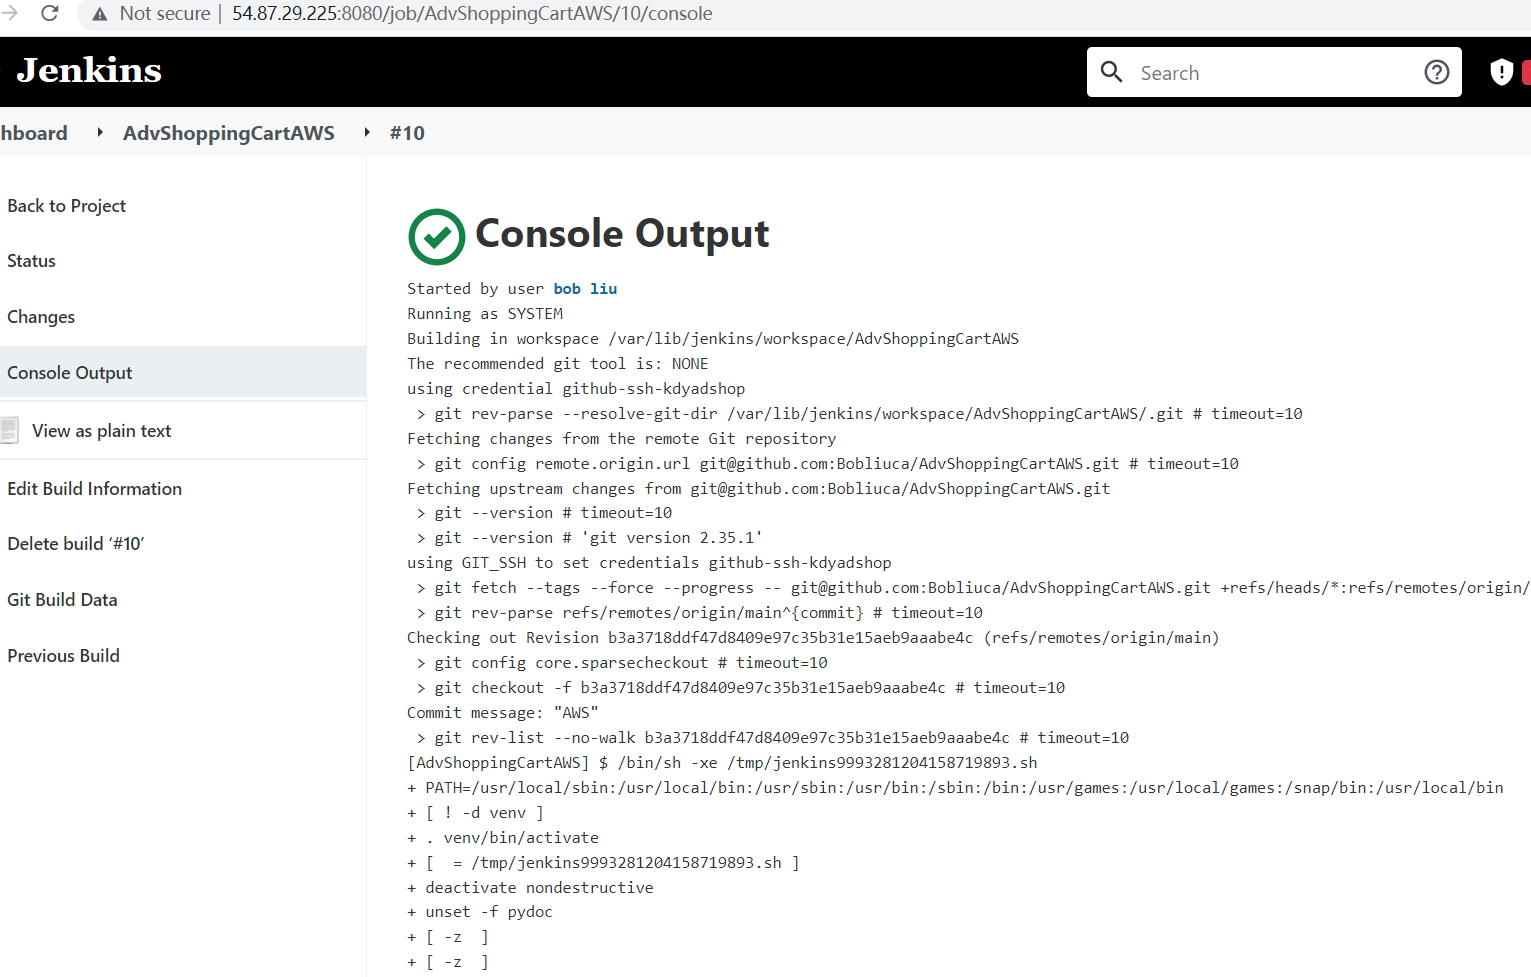 Not secure | 54.87.29.225:8080/job/AdvShoppingCartAWS/10/console
Jenkins
Search
hboard AdvShoppingCartAWS #10
Back to Project
Status
Changes
Console Output
View as plain text
Edit Build Information
Delete build ‘#10’
Git Build Data
Previous Build
Console Output
Started by user bob liu
Running as SYSTEM
Building in workspace /var/lib/jenkins/workspace/AdvShoppingCartAWS
The recommended git tool is: NONE
using credential github-ssh-kdyadshop
 > git rev-parse --resolve-git-dir /var/lib/jenkins/workspace/AdvShoppingCartAWS/.git # timeout=10
Fetching changes from the remote Git repository
 > git config remote.origin.url git@github.com:Bobliuca/AdvShoppingCartAWS.git # timeout=10
Fetching upstream changes from git@github.com:Bobliuca/AdvShoppingCartAWS.git
 > git --version # timeout=10
 > git --version # 'git version 2.35.1'
using GIT_SSH to set credentials github-ssh-kdyadshop
 > git fetch --tags --force --progress -- git@github.com:Bobliuca/AdvShoppingCartAWS.git +refs/heads/*:refs/remotes/origin/
 > git rev-parse refs/remotes/origin/main^{commit} # timeout=10
Checking out Revision b3a3718ddf47d8409e97c35b31e15aeb9aaabe4c (refs/remotes/origin/main)
 > git config core.sparsecheckout # timeout=10
 > git checkout -f b3a3718ddf47d8409e97c35b31e15aeb9aaabe4c # timeout=10
Commit message: "AWS"
 > git rev-list --no-walk b3a3718ddf47d8409e97c35b31e15aeb9aaabe4c # timeout=10
[AdvShoppingCartAWS] $ /bin/sh -xe /tmp/jenkins9993281204158719893.sh
+ PATH=/usr/local/sbin:/usr/local/bin:/usr/sbin:/usr/bin:/sbin:/bin:/usr/games:/usr/local/games:/snap/bin:/usr/local/bin
+ [ ! -d venv ]
+ . venv/bin/activate
+ [  = /tmp/jenkins9993281204158719893.sh ]
+ deactivate nondestructive
+ unset -f pydoc
+ [ -z  ]
+ [ -z  ]